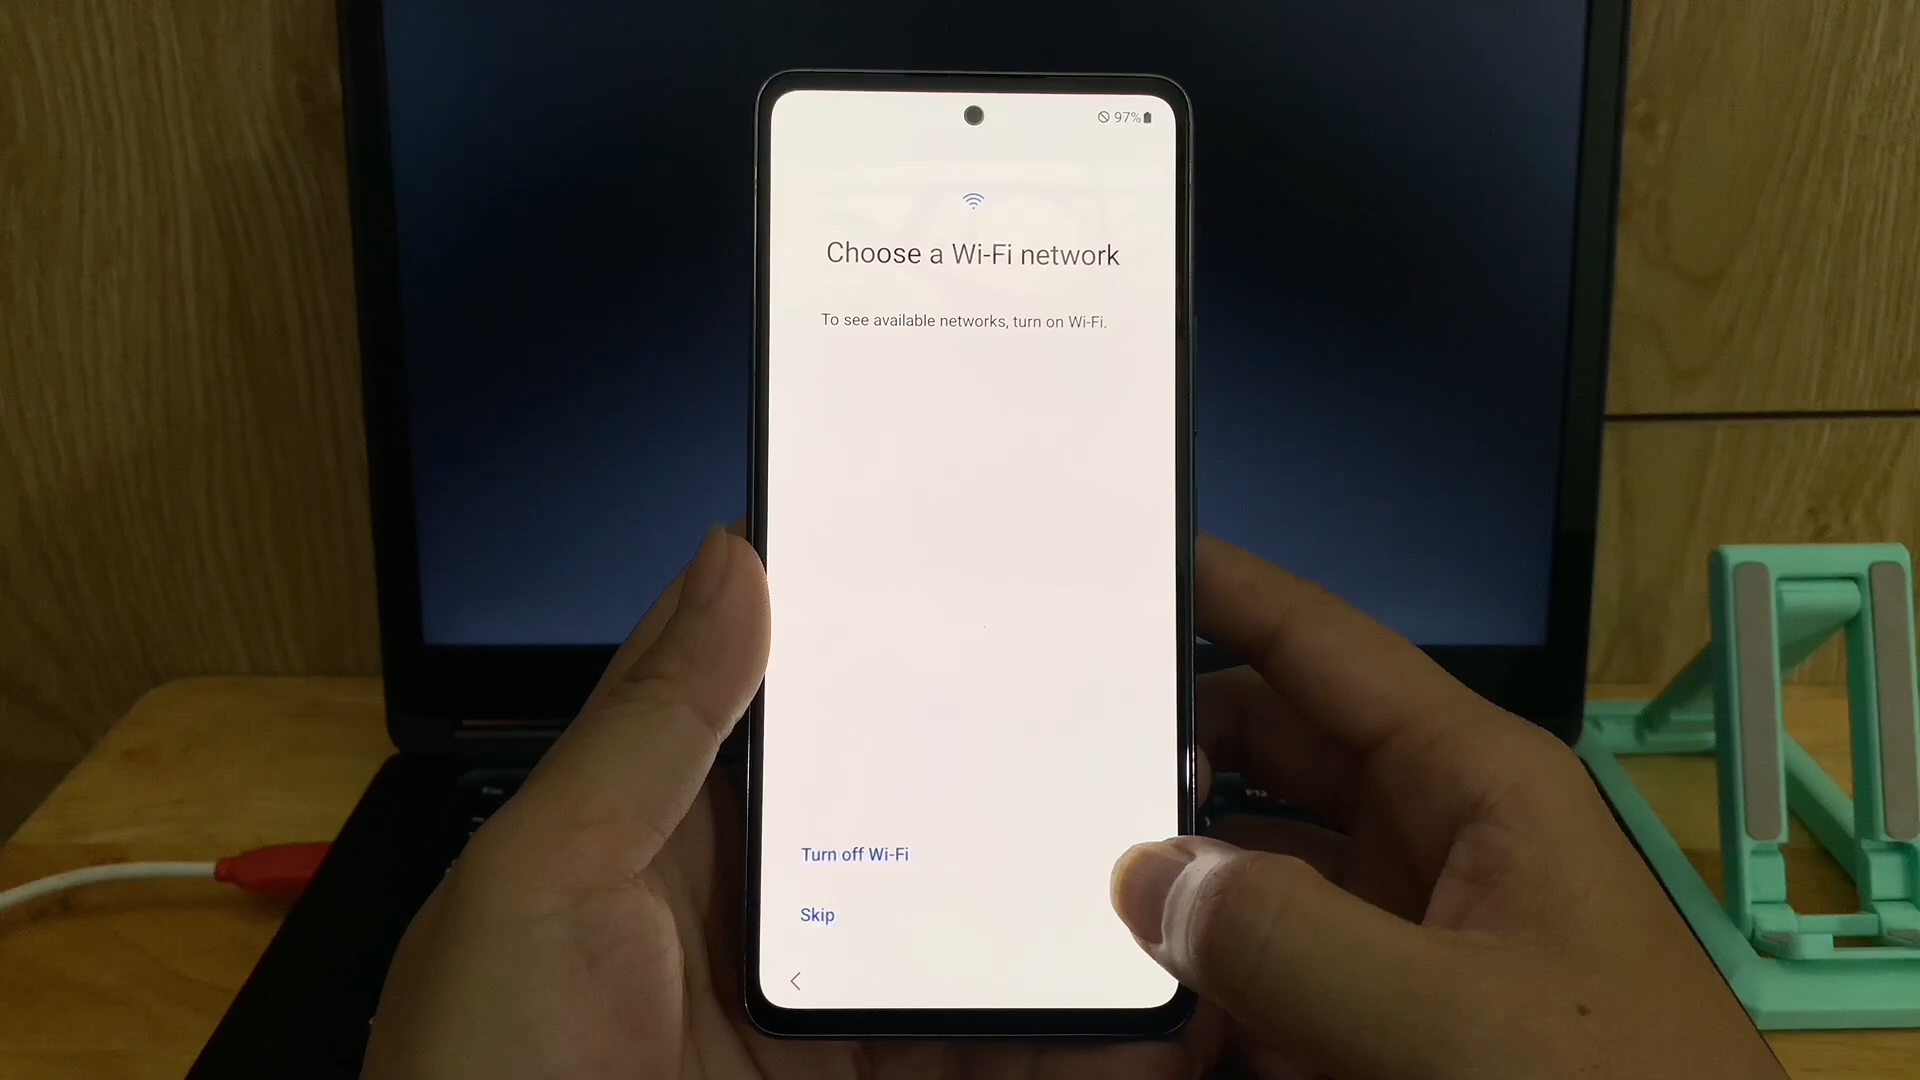 97%
Choose a Wi-Fi network
To see available networks, turn on Wi-Fi.
Turn off Wi-Fi
Skip